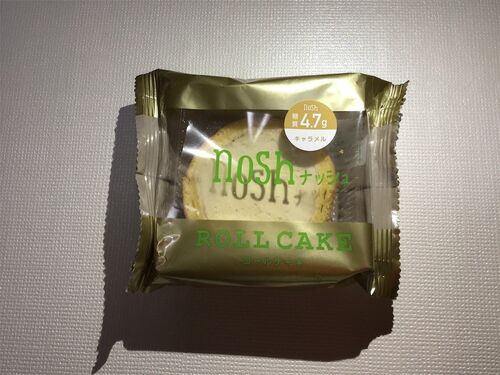 nosh
糖質 4.7g
キャラメル
nosh ナッシュ
ROLL CAKE
ロールケーキ